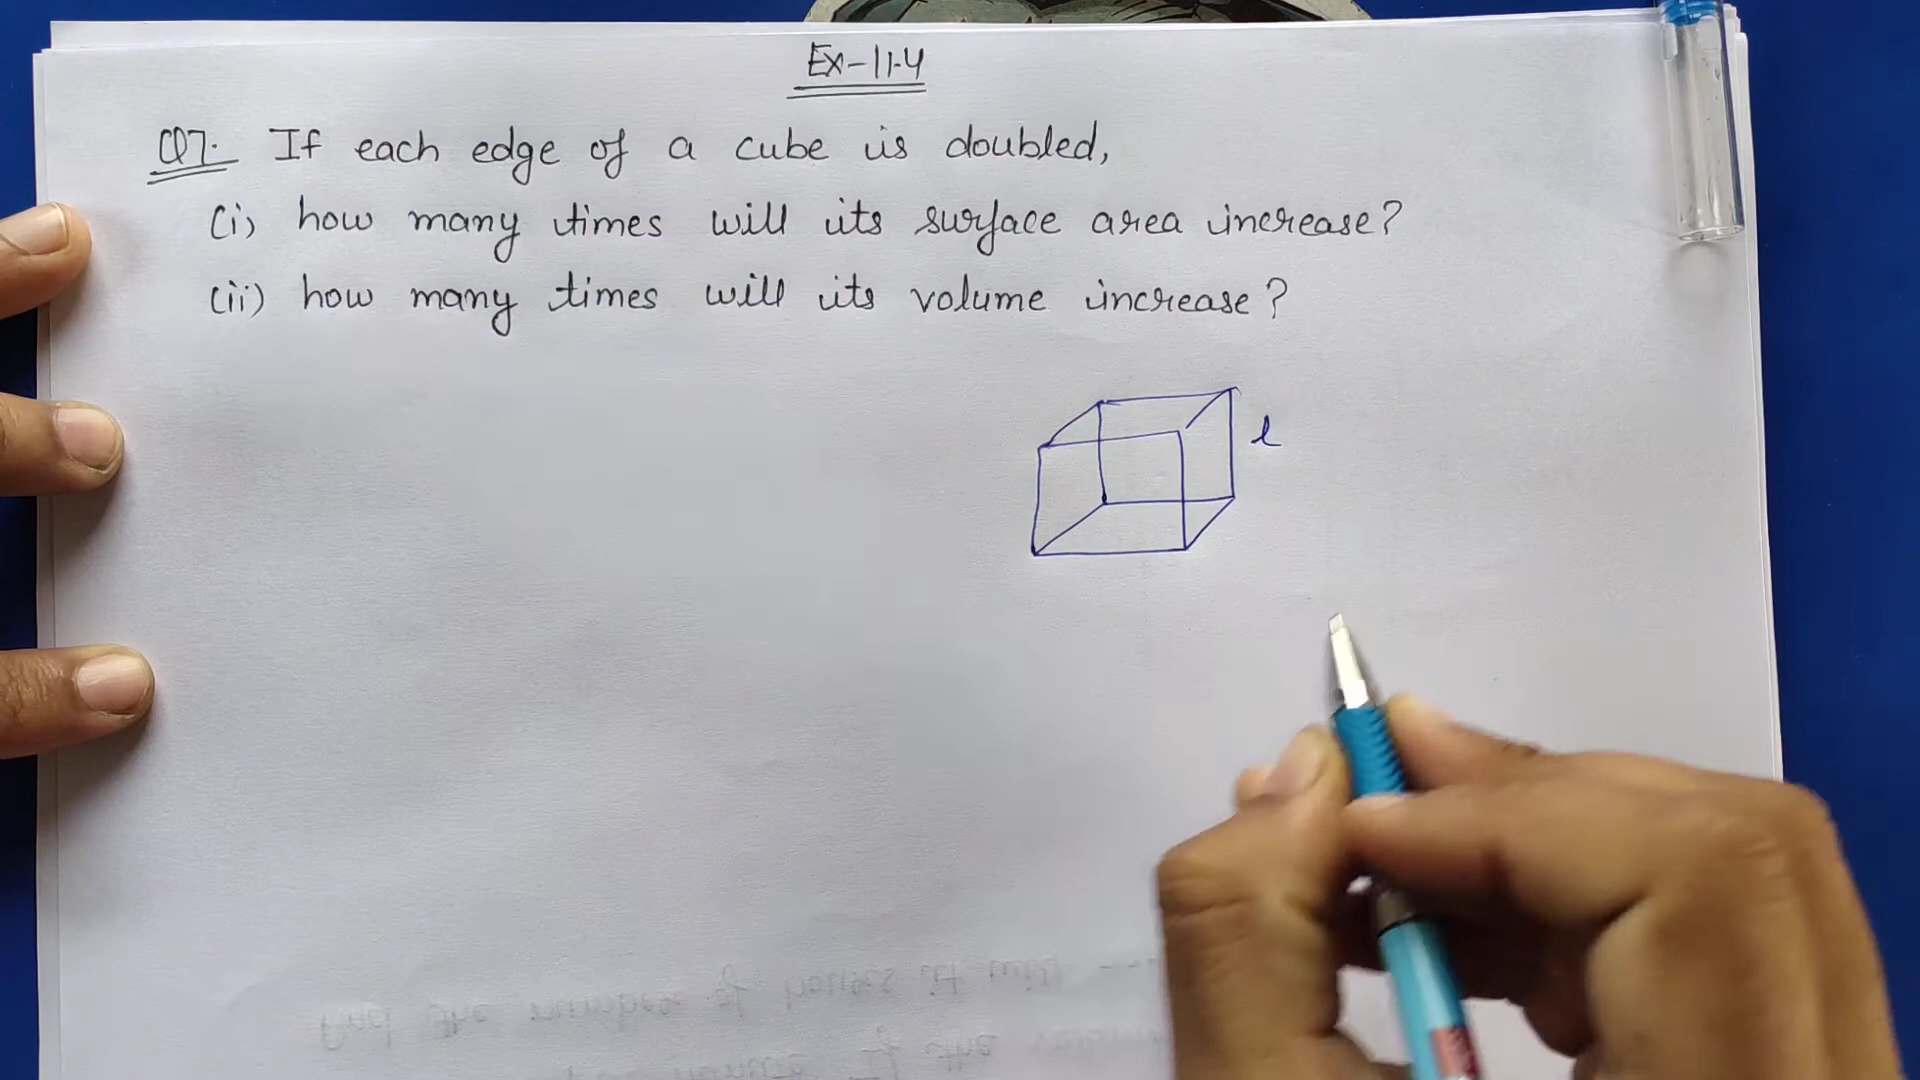 Ex-11.4
Q7. If each edge of a cube is doubled,
(i) how many times will its surface area increase?
(ii) how many times will its volume increase?
l